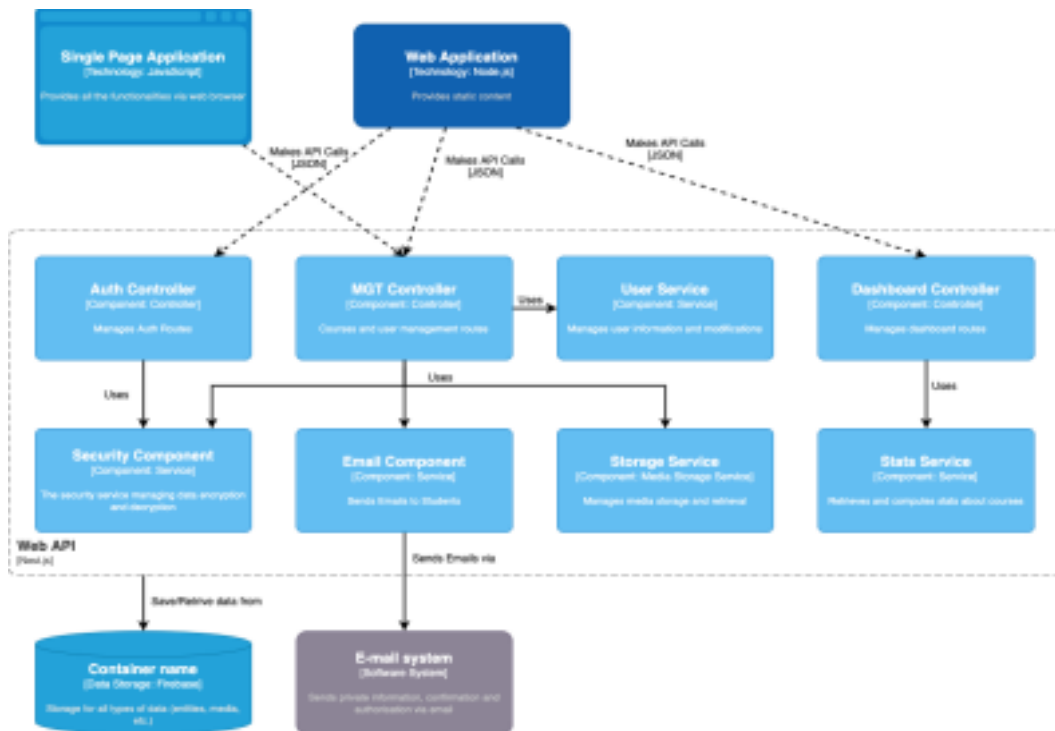 Single Page Application
[Technology: JavaScript]
Provides all the functionalities via web browser
Web Application
[Technology: Node.js]
Provides static content
Makes API Calls
[JSON]
Makes API Calls
[JSON]
Makes API Calls
[JSON]
Auth Controller
[Component: Controller]
Manages Auth Routes
MGT Controller
[Component: Controller]
Courses and user management routes
Uses
User Service
[Component: Service]
Manages user information and modifications
Dashboard Controller
[Component: Controller]
Manages dashboard routes
Uses
Uses
Uses
Security Component
[Component: Service]
The security service managing data encryption
and decryption
Email Component
[Component: Service]
Sends Emails to Students
Storage Service
[Component: Media Storage Service]
Manages media storage and retrieval
Stats Service
[Component: Service]
Retrieves and computes stats about courses
Web API
[Nest.js]
Save/Retrive data from
Sends Emails via
Container name
[Data Storage: Firebase]
Storage for all types of data (entities, media,
etc.)
E-mail system
[Software System]
Sends private information, confirmation and
authorisation via email